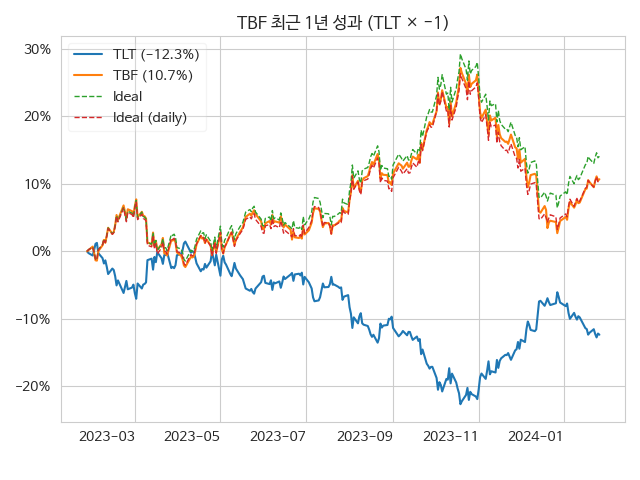 TBF 최근 1년 성과 (TLT × −1)
30%
20%
10%
0%
−10%
−20%
TLT (−12.3%)
TBF (10.7%)
Ideal
Ideal (daily)
2023−03 2023−05 2023−07 2023−09 2023−11 2024−01